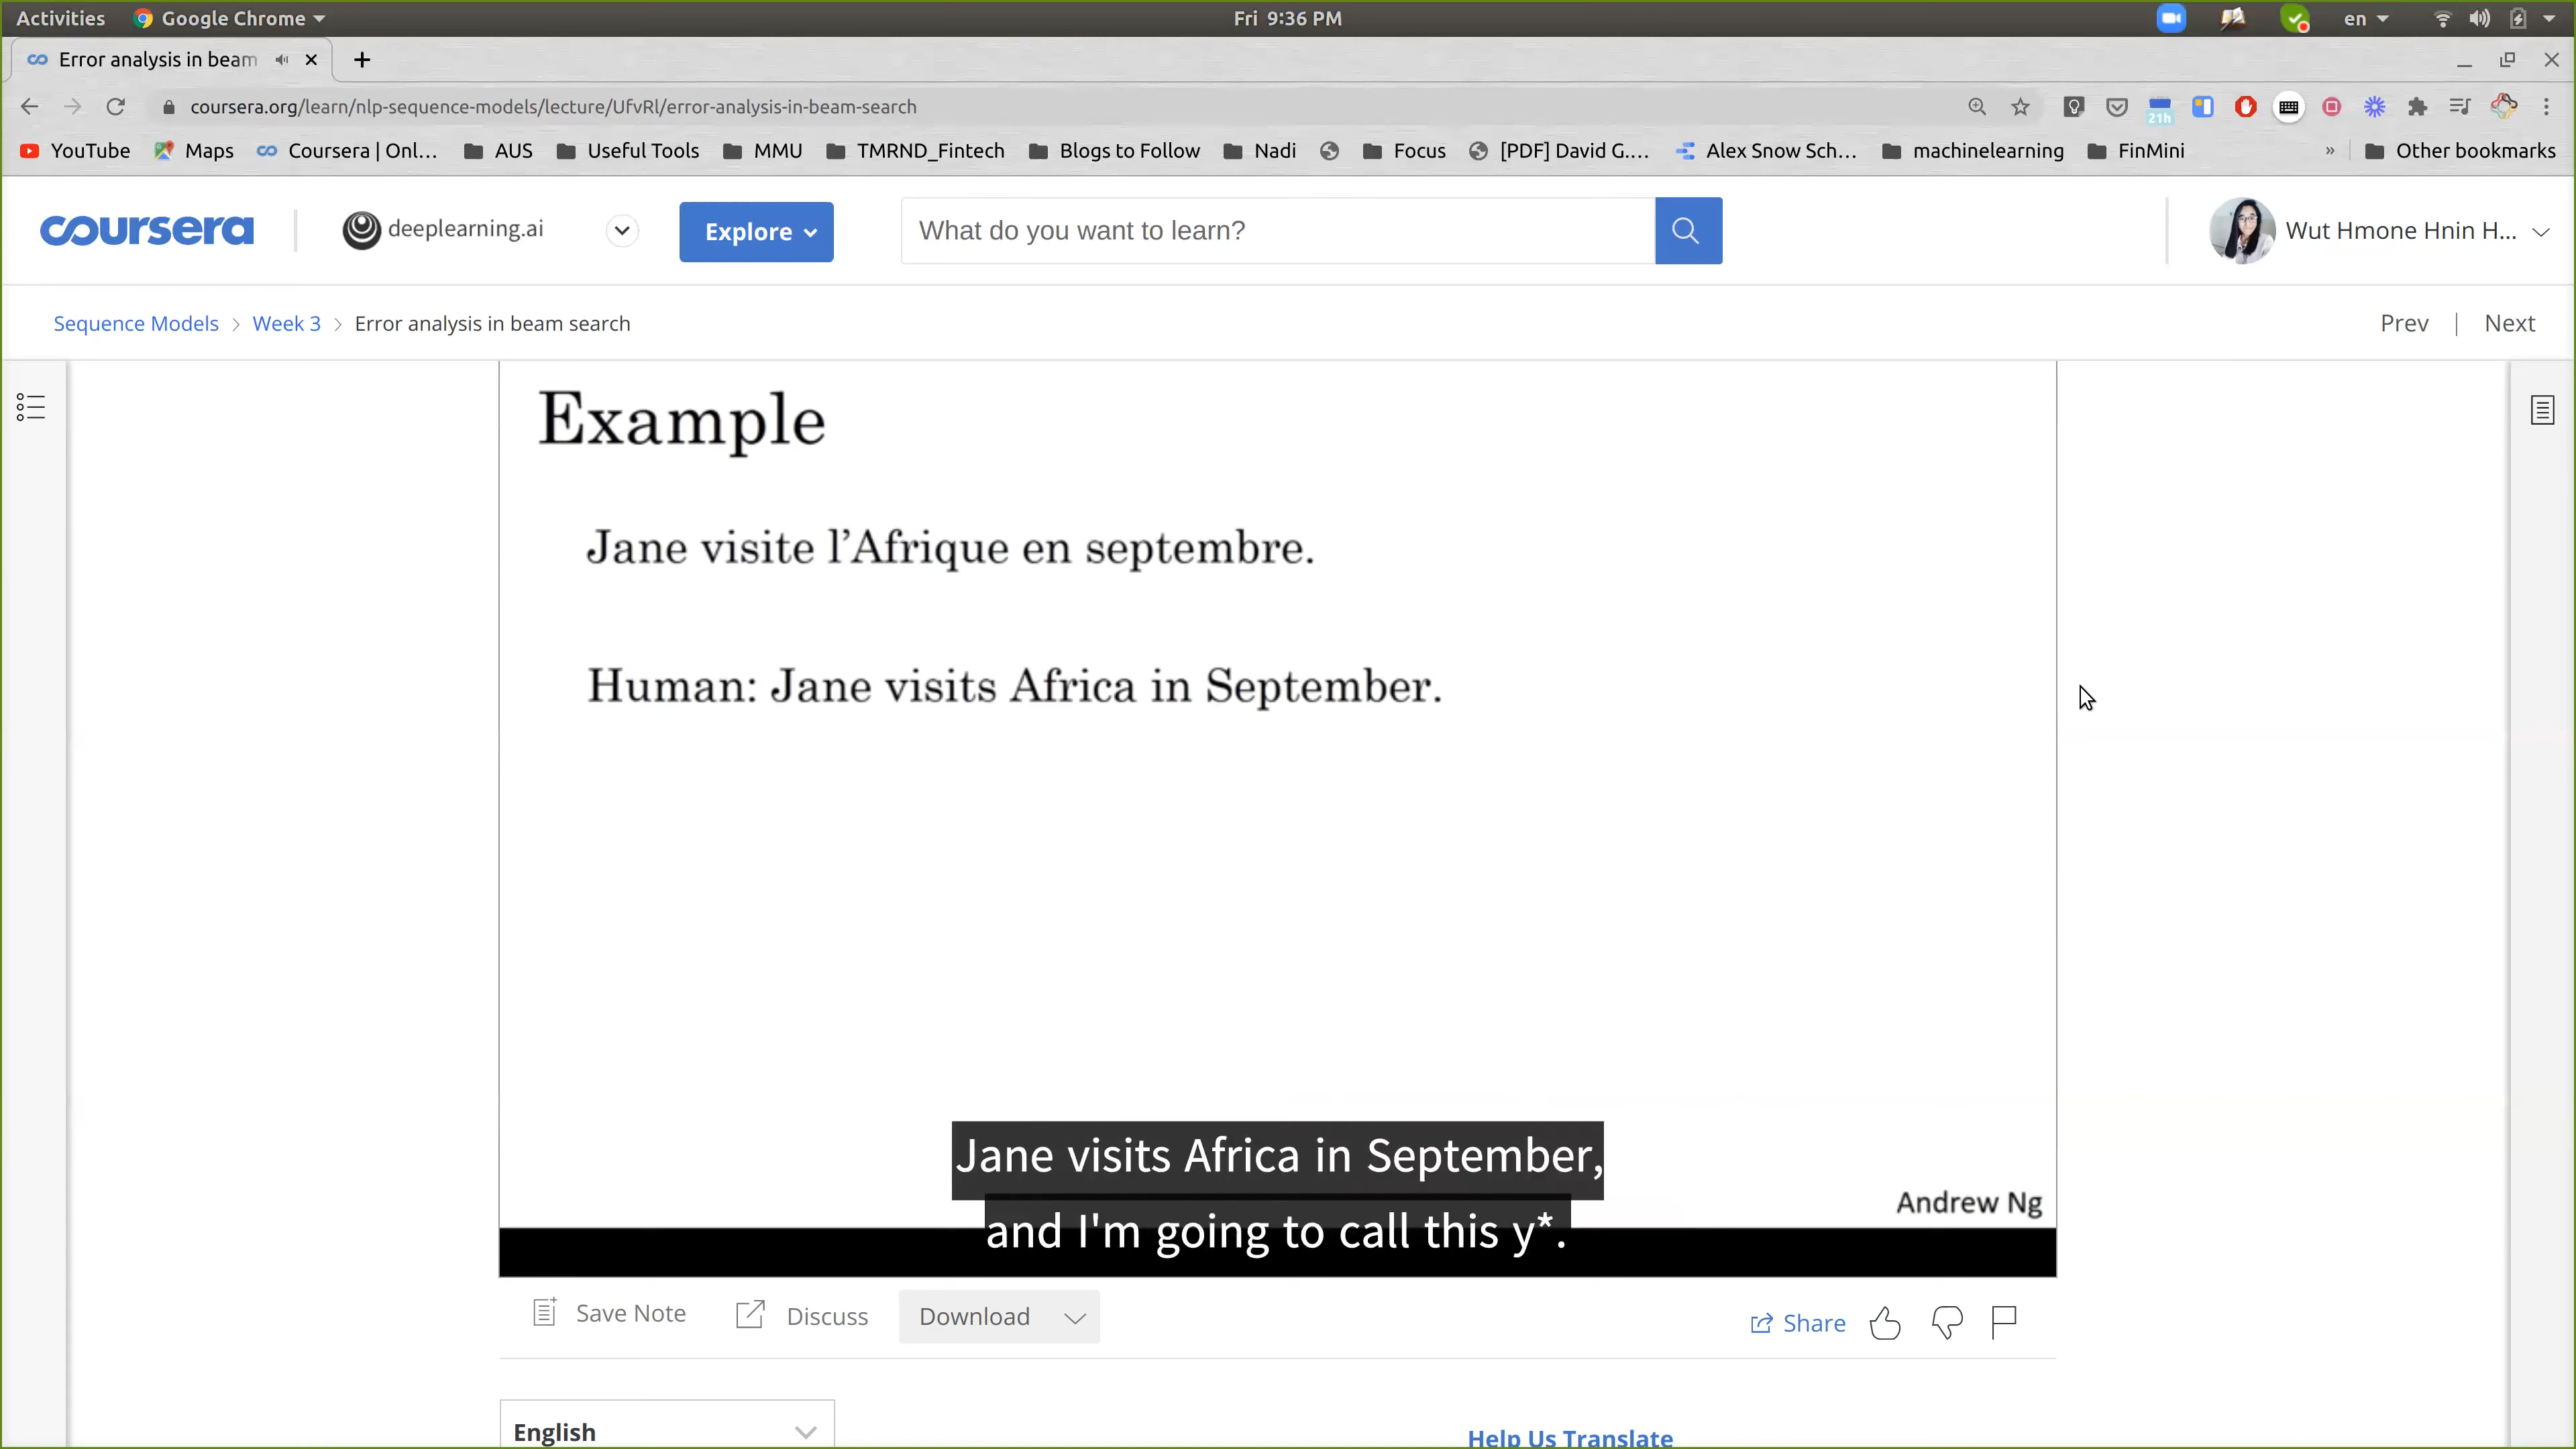 Activities Google Chrome Fri 9:36 PM en
Error analysis in beam
coursera.org/learn/nlp-sequence-models/lecture/UfvRl/error-analysis-in-beam-search
21h
YouTube Maps Coursera | Onl... AUS Useful Tools MMU TMRND_Fintech Blogs to Follow Nadi Focus [PDF] David G.... Alex Snow Sch... machinelearning FinMini » Other bookmarks
coursera deeplearning.ai Explore What do you want to learn? Wut Hmone Hnin H...
Sequence Models > Week 3 > Error analysis in beam search Prev | Next
Example
Jane visite l’Afrique en septembre.
Human: Jane visits Africa in September.
Jane visits Africa in September,
and I'm going to call this y*.
Andrew Ng
Save Note Discuss Download Share
English
Help Us Translate